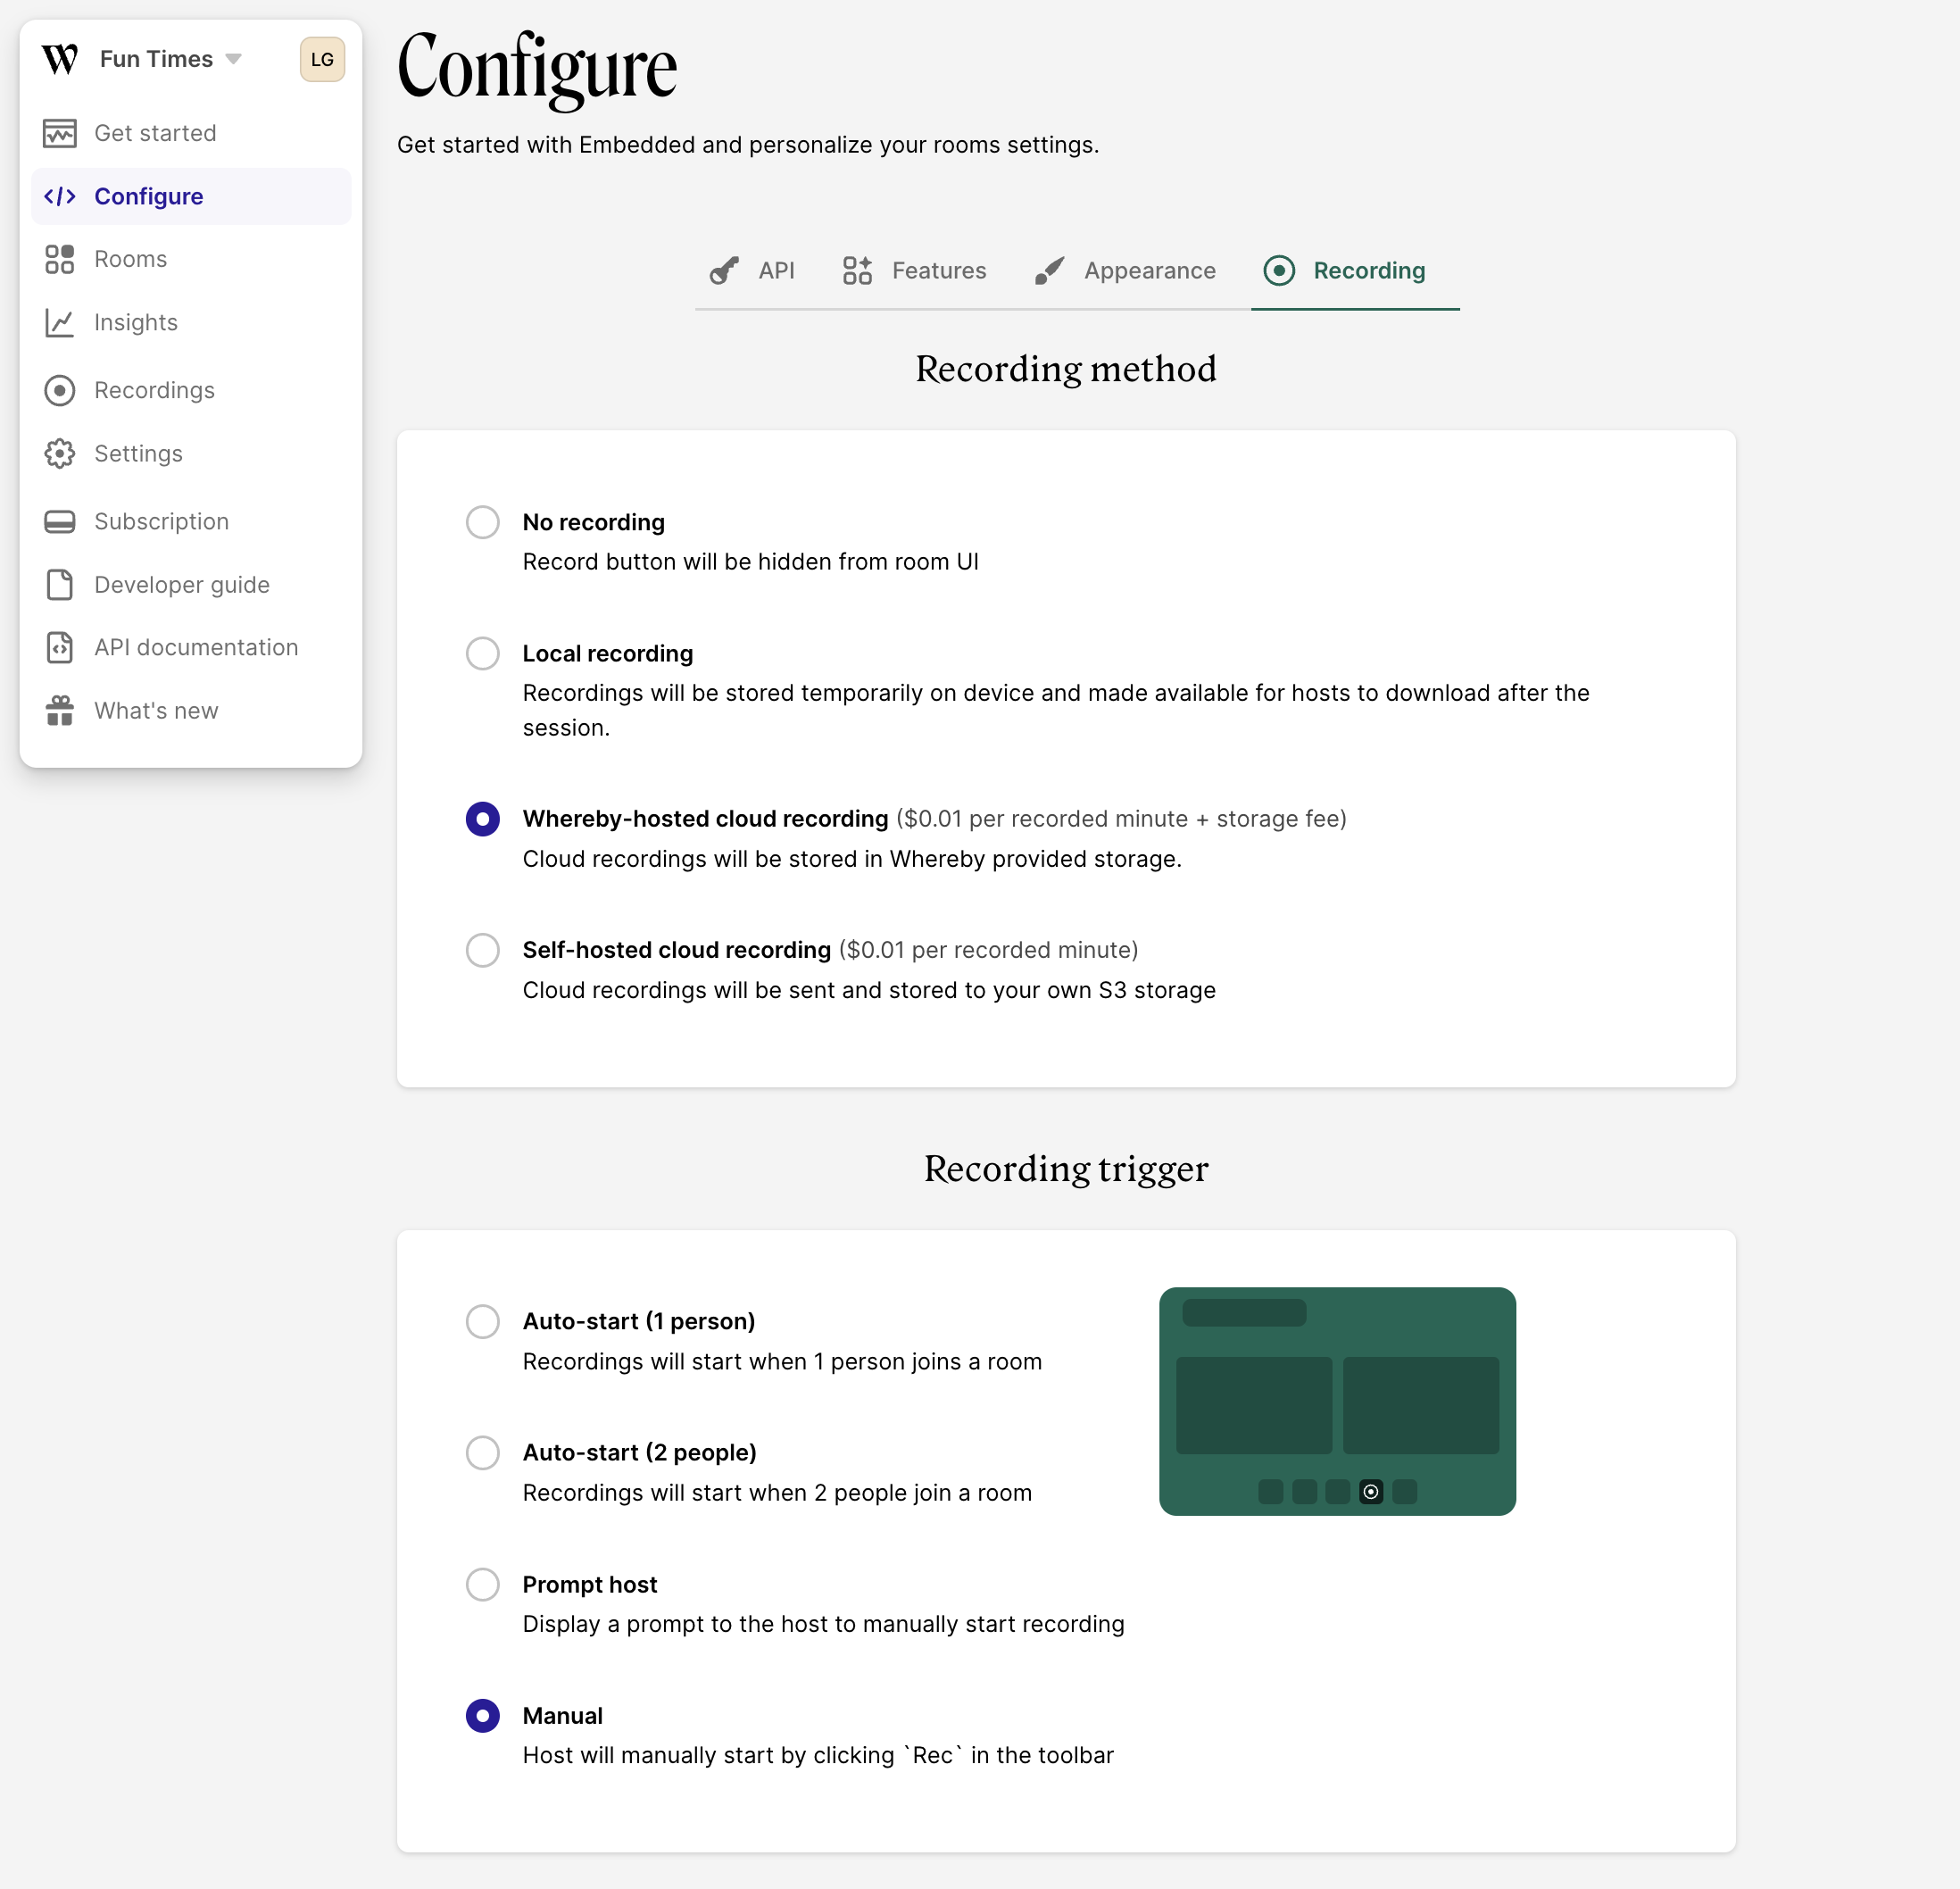 Fun Times
LG
Get started
Configure
Rooms
Insights
Recordings
Settings
Subscription
Developer guide
API documentation
What's new
Configure
Get started with Embedded and personalize your rooms settings.
API
Features
Appearance
Recording
Recording method
No recording
Record button will be hidden from room UI
Local recording
Recordings will be stored temporarily on device and made available for hosts to download after the
session.
Whereby-hosted cloud recording ($0.01 per recorded minute + storage fee)
Cloud recordings will be stored in Whereby provided storage.
Self-hosted cloud recording ($0.01 per recorded minute)
Cloud recordings will be sent and stored to your own S3 storage
Recording trigger
Auto-start (1 person)
Recordings will start when 1 person joins a room
Auto-start (2 people)
Recordings will start when 2 people join a room
Prompt host
Display a prompt to the host to manually start recording
Manual
Host will manually start by clicking `Rec` in the toolbar